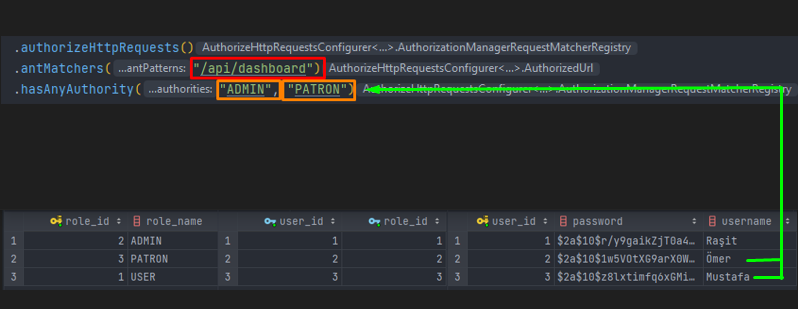 .authorizeHttpRequests() AuthorizeHttpRequestsConfigurer<...>.AuthorizationManagerRequestMatcherRegistry
.antMatchers( ...antPatterns: "/api/dashboard") AuthorizeHttpRequestsConfigurer<...>.AuthorizedUrl
.hasAnyAuthority( ...authorities: "ADMIN", "PATRON") AuthorizeHttpRequestsConfigurer<...>.AuthorizationManagerRequestMatcherRegistry
role_id role_name user_id role_id user_id password username
1 2 ADMIN 1 1 1 1 1 $2a$10$r/y9gaikZjT0a4... Raşit
2 3 PATRON 2 2 2 2 2 $2a$10$1w5VOtXG9arX0W... Ömer
3 1 USER 3 3 3 3 3 $2a$10$z8lxtimfq6xGMi... Mustafa